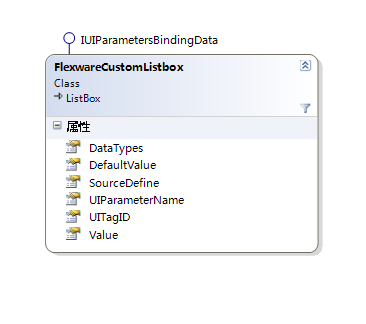 IUIParametersBindingData
FlexwareCustomListbox
Class
ListBox
属性
DataTypes
DefaultValue
SourceDefine
UIParameterName
UITagID
Value